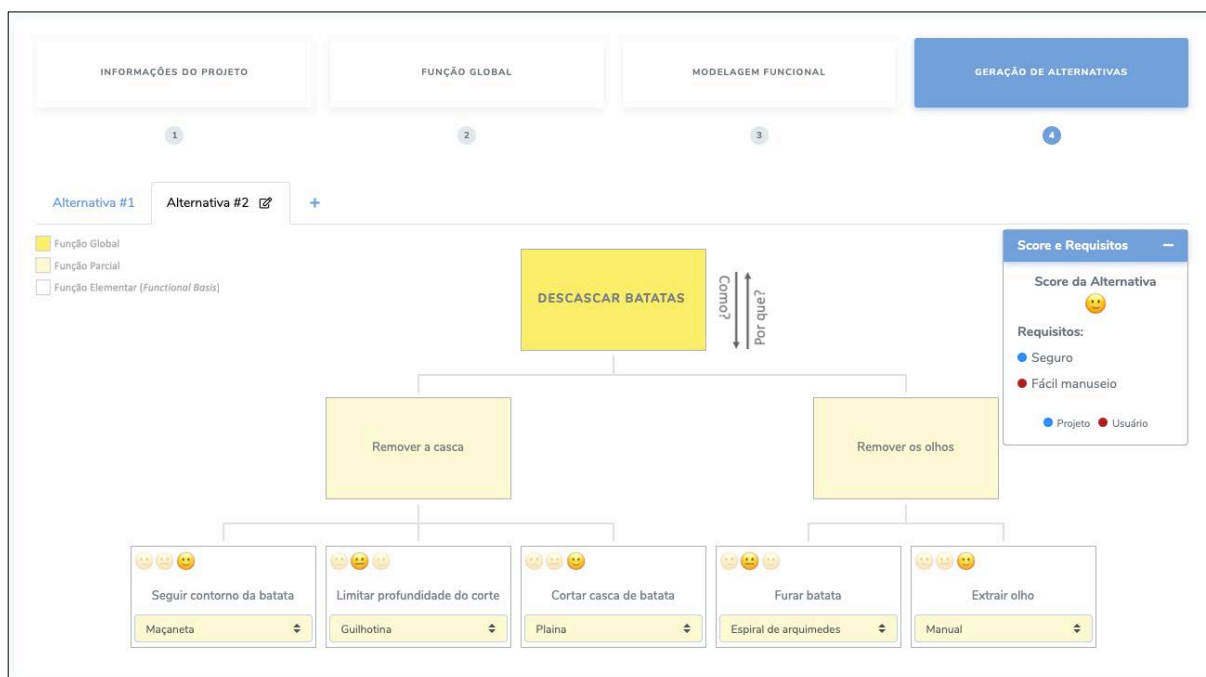 INFORMAÇÕES DO PROJETO
FUNÇÃO GLOBAL
MODELAGEM FUNCIONAL
GERAÇÃO DE ALTERNATIVAS
1
2
3
4
Alternativa #1
Alternativa #2
+
Função Global
Função Parcial
Função Elementar (Functional Basis)
DESCASCAR BATATAS
Como?
Por que?
Score e Requisitos
Score da Alternativa
Requisitos:
Seguro
Fácil manuseio
Projeto Usuário
Remover a casca
Remover os olhos
Seguir contorno da batata
Maçaneta
Limitar profundidade do corte
Guilhotina
Cortar casca de batata
Plaina
Furar batata
Espiral de arquimedes
Extrair olho
Manual